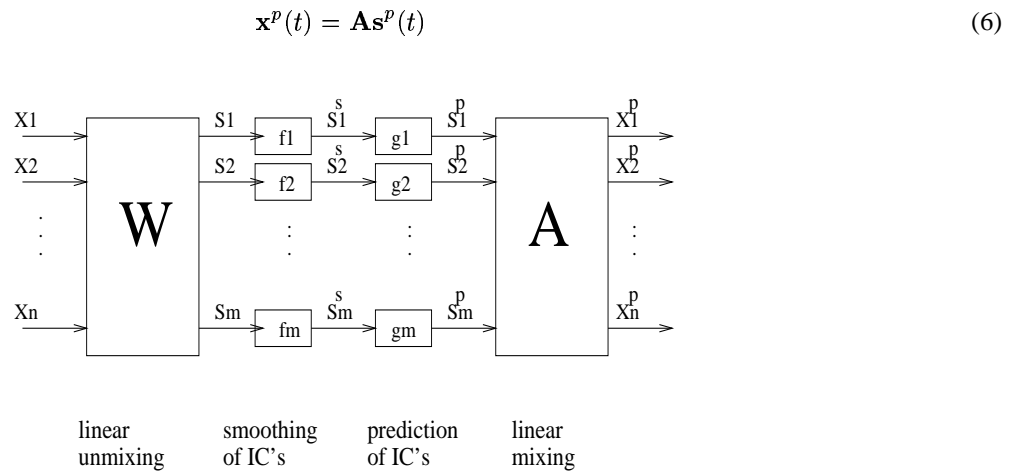 x^p(t) = As^p(t) (6)
s p p
X1 S1 f1 S1 g1 S1 X1
s p p
X2 S2 f2 S2 g2 S2 X2
W A
s p p
Xn Sm fm Sm gm Sm Xn
linear smoothing prediction linear
unmixing of IC's of IC's mixing